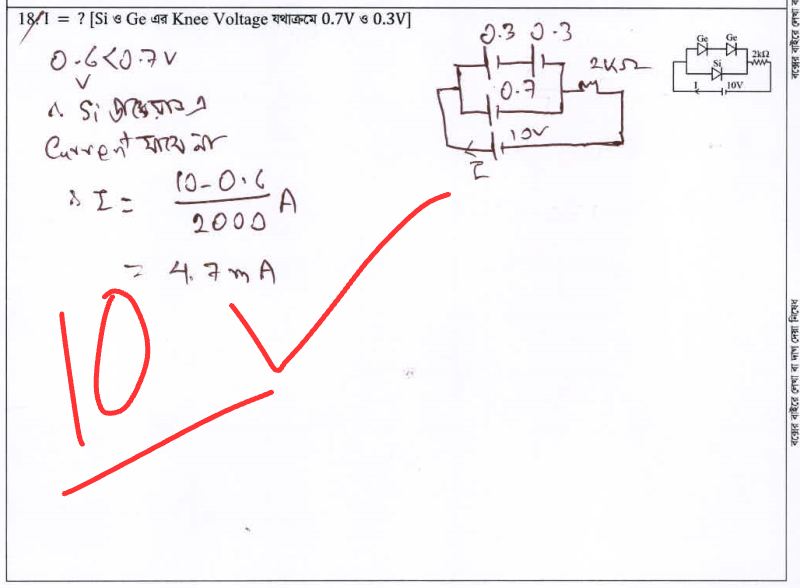 18. I = ? [Si ও Ge এর Knee Voltage যথাক্রমে 0.7V ও 0.3V]
0.6<0.7V
∴ Si ডায়োডে
Current যাবে না
∴ I = 10-0.6 / 2000 A
= 4.7mA
10
0.3 0.3
2KΩ
0.7
10V
I
Ge Ge
2kΩ
Si
I 10V
বক্সের বাইরে লেখা ব
বক্সের বাইরে লেখা বা দাগ দেয়া নিষেধ